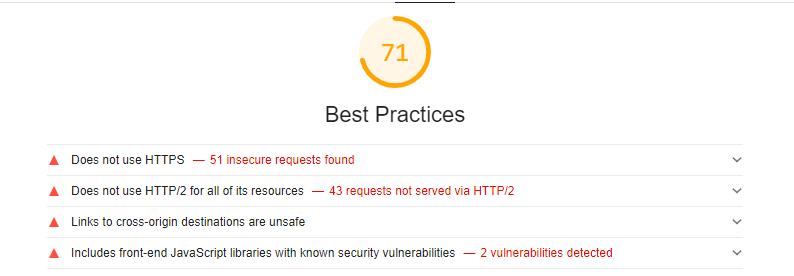 71
Best Practices
Does not use HTTPS — 51 insecure requests found
Does not use HTTP/2 for all of its resources — 43 requests not served via HTTP/2
Links to cross-origin destinations are unsafe
Includes front-end JavaScript libraries with known security vulnerabilities — 2 vulnerabilities detected